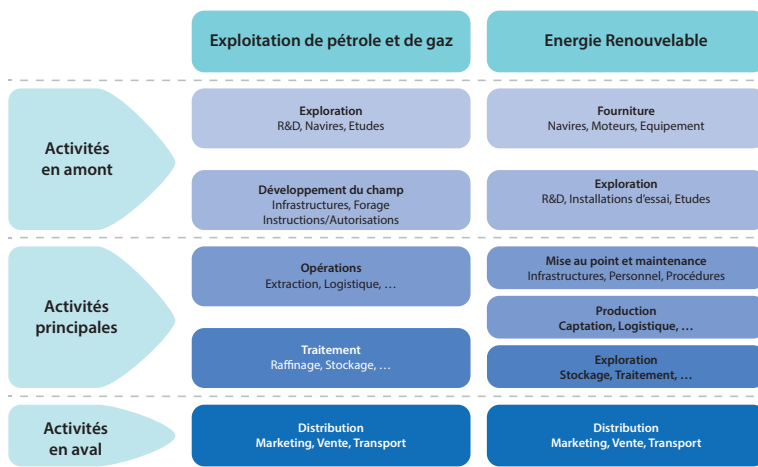 Exploitation de pétrole et de gaz
Energie Renouvelable
Activités
en amont
Exploration
R&D, Navires, Etudes
Fourniture
Navires, Moteurs, Equipement
Développement du champ
Infrastructures, Forage
Instructions/Autorisations
Exploration
R&D, Installations d'essai, Etudes
Activités
principales
Opérations
Extraction, Logistique, …
Mise au point et maintenance
Infrastructures, Personnel, Procédures
Production
Captation, Logistique, …
Traitement
Raffinage, Stockage, …
Exploration
Stockage, Traitement, …
Activités
en aval
Distribution
Marketing, Vente, Transport
Distribution
Marketing, Vente, Transport